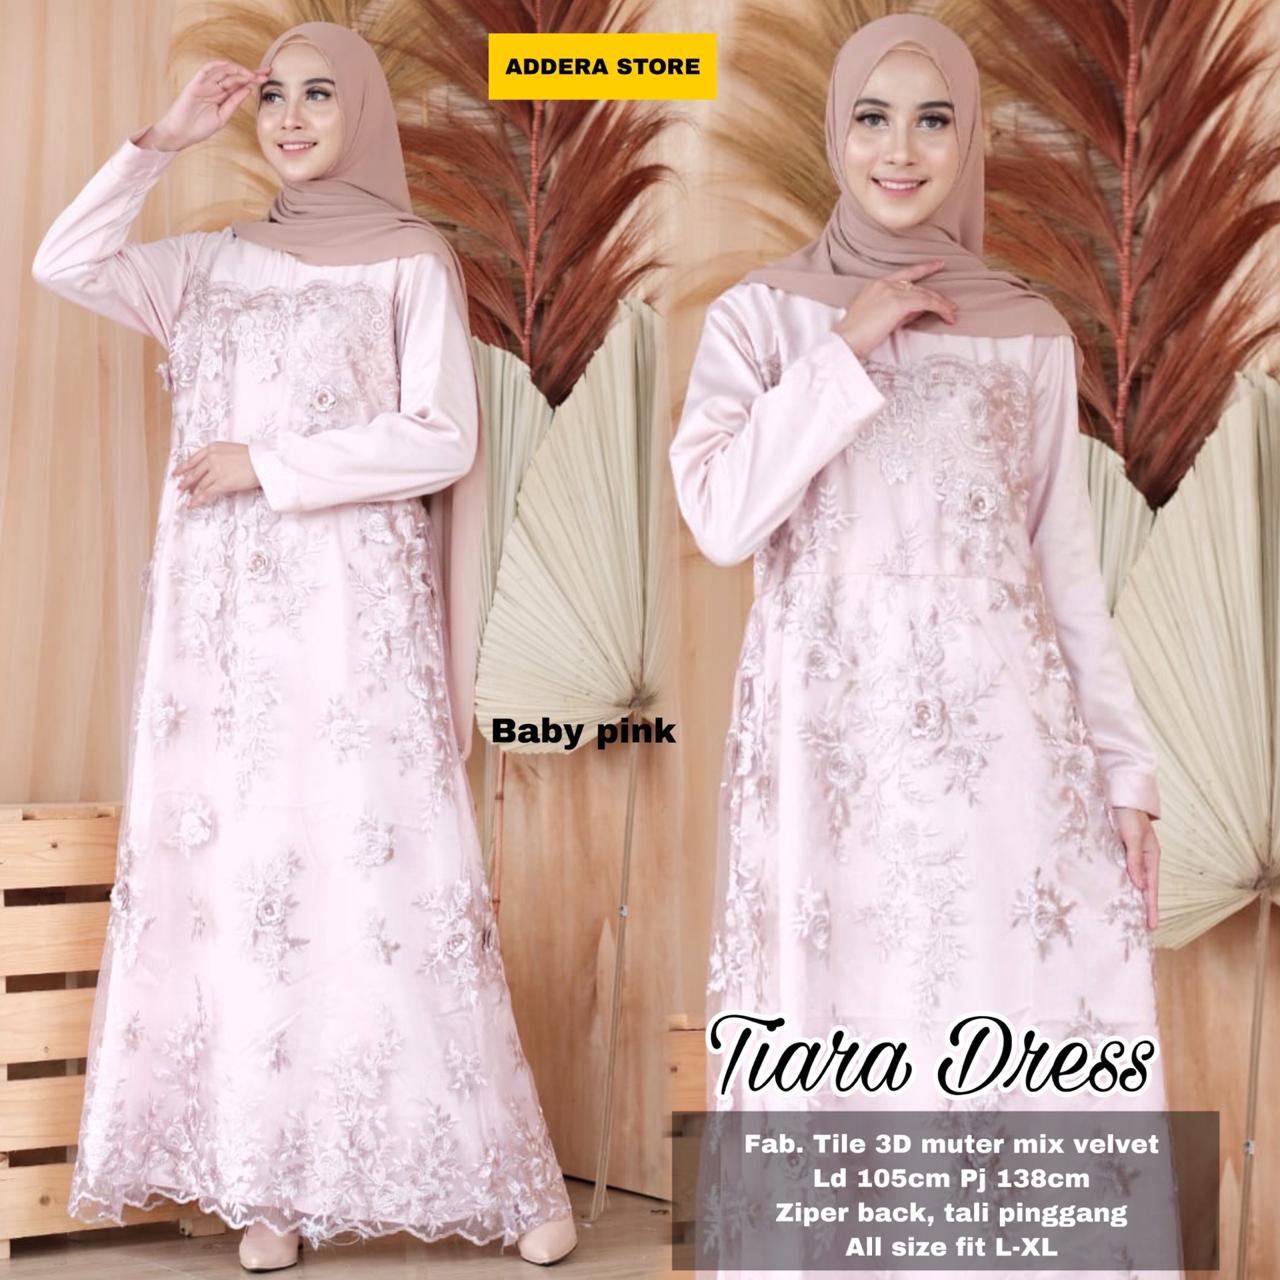 ADDERA STORE
Baby pink
Tiara Dress
Fab. Tile 3D muter mix velvet
Ld 105cm Pj 138cm
Ziper back, tali pinggang
All size fit L-XL